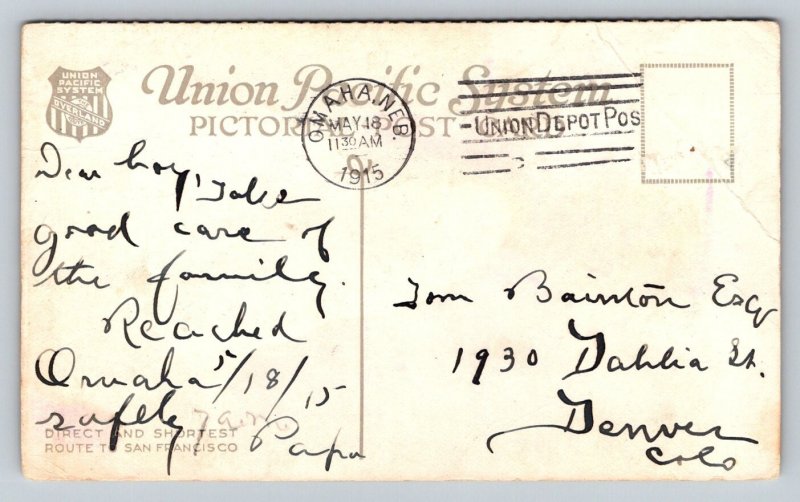 UNION
PACIFIC
SYSTEM
OVERLAND
Union Pacific System
PICTORIAL POST
OMAHA, NEB.
MAY 18
11 30 AM
1915
UNION DEPOT POS
Dear boy, Take
good care of
the family.
Reached
Omaha 5/18/15
safely 7 a.m.
Papa
DIRECT AND SHORTEST
ROUTE TO SAN FRANCISCO
Tom Bainton Esq
1930 Dahlia St.
Denver
Colo